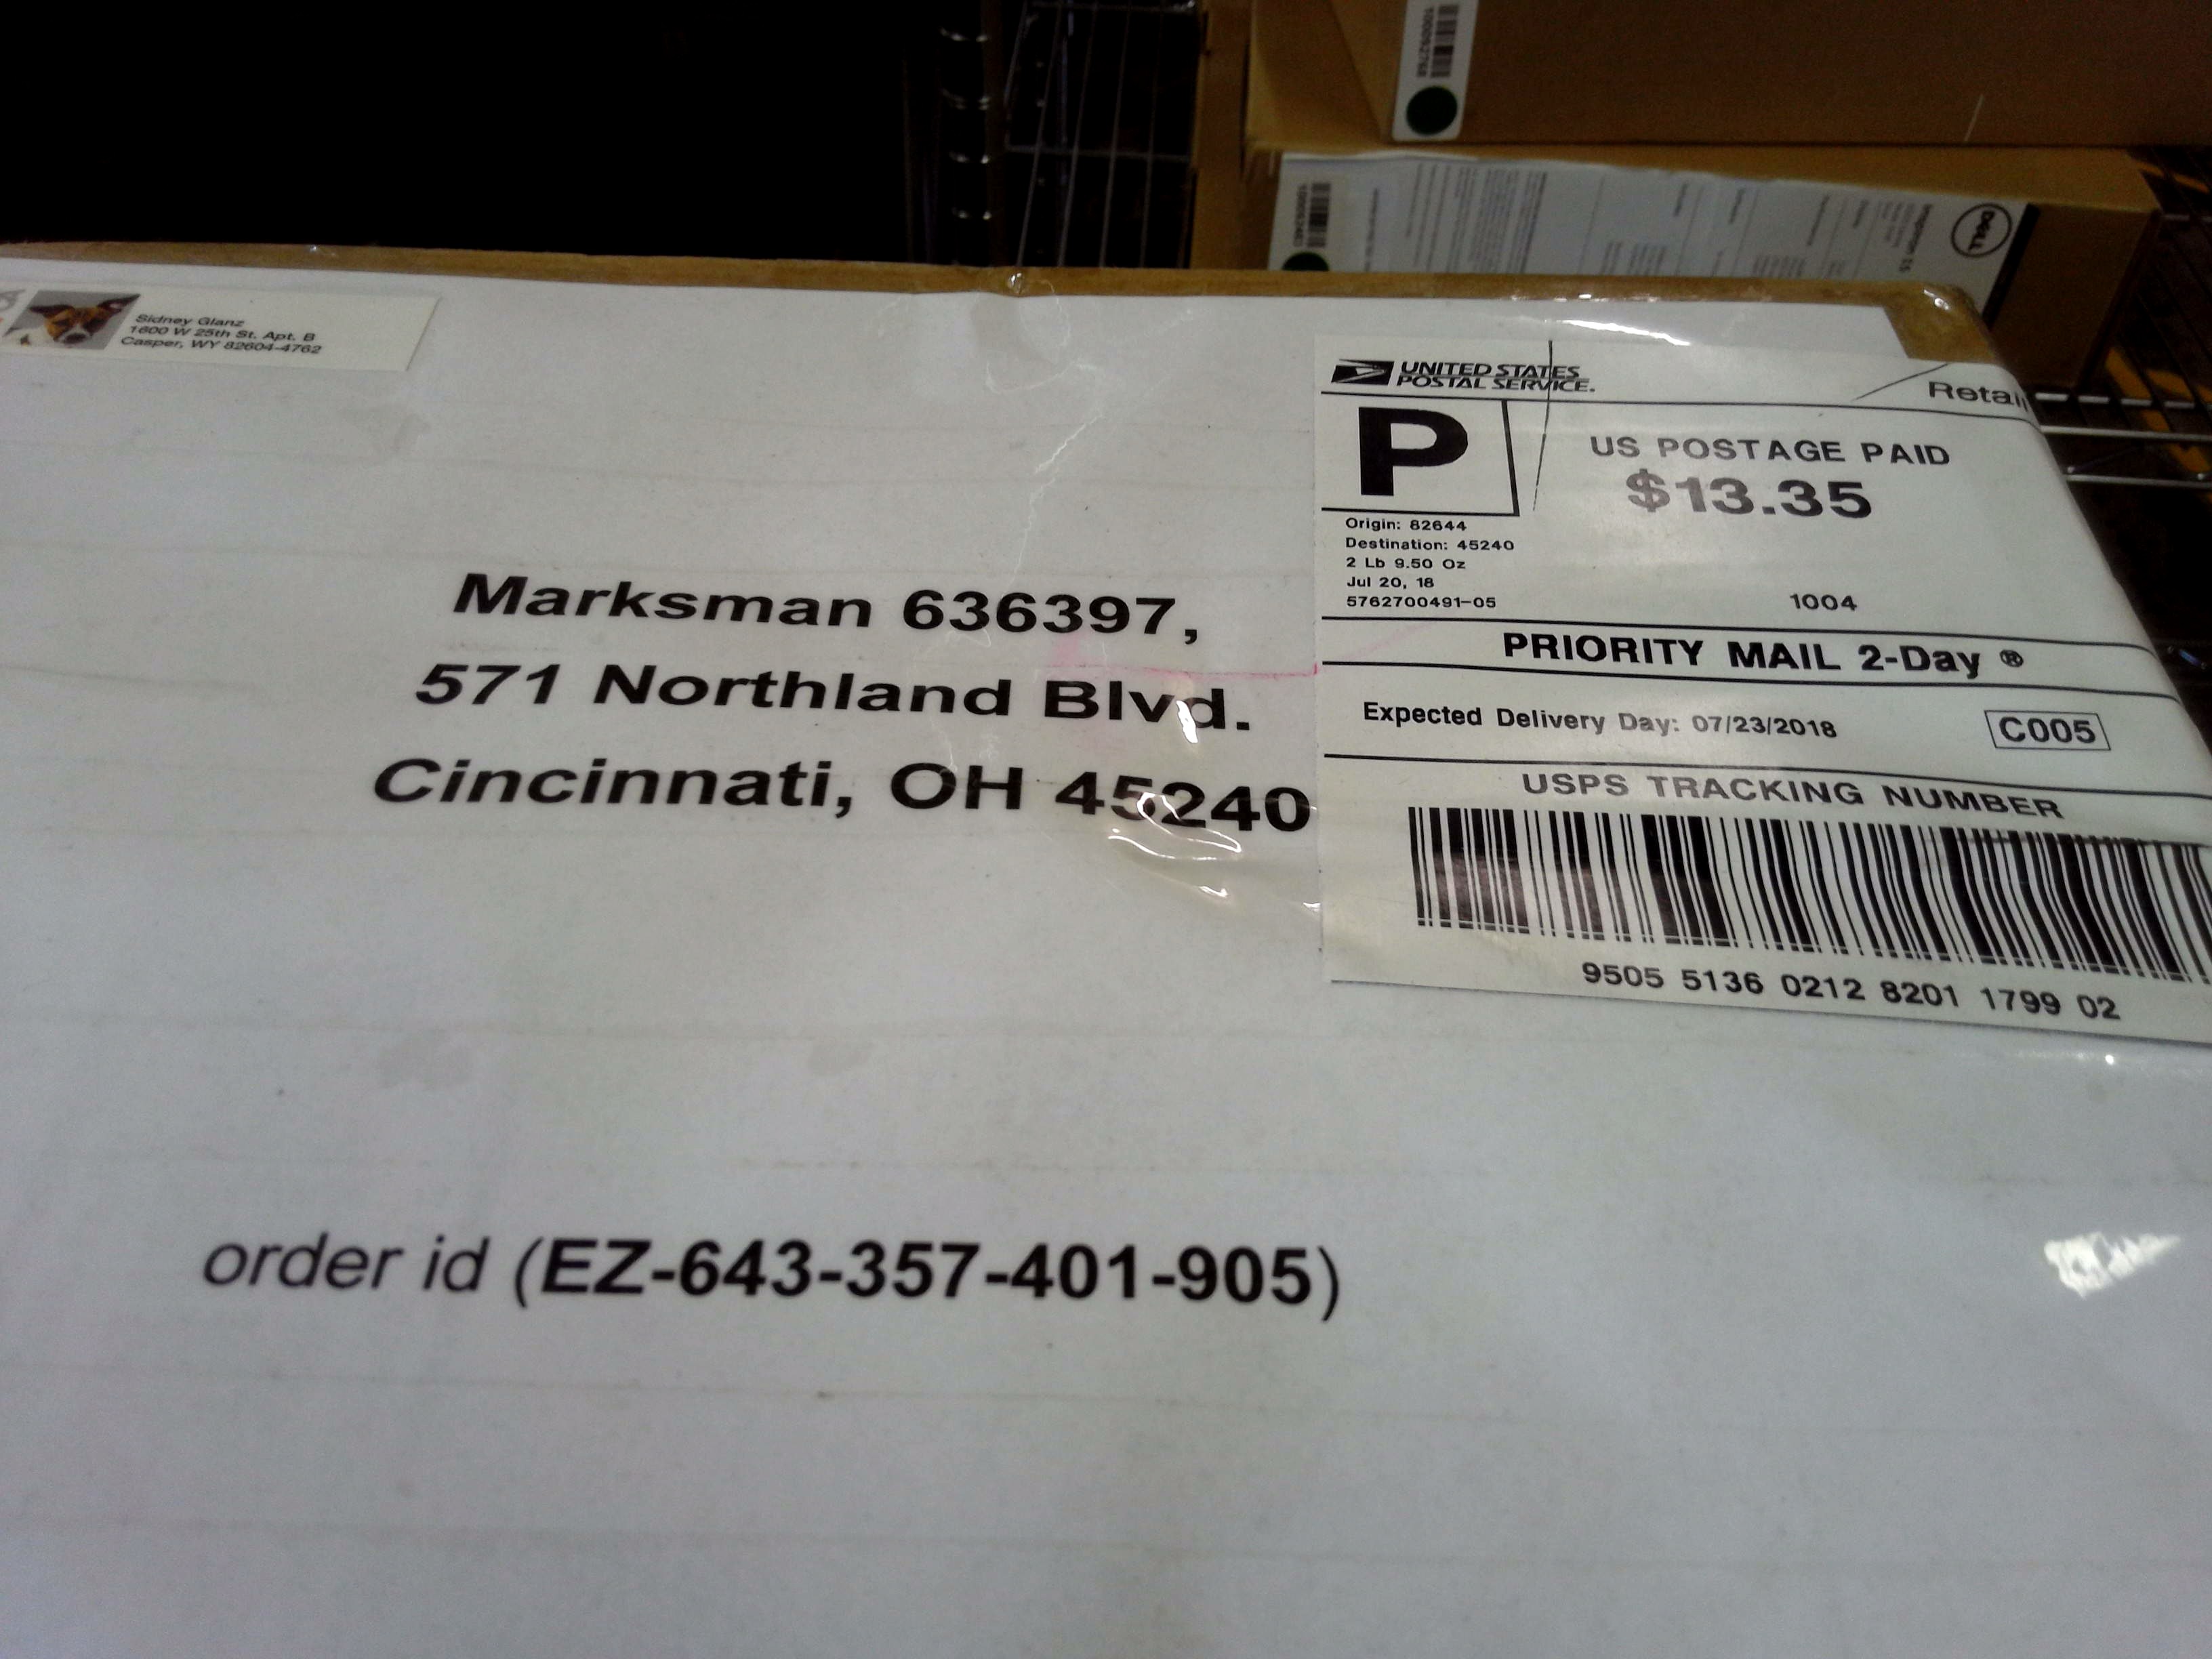 Sidney Glanz
1600 W 25th St. Apt. B
Casper, WY 82604-4762
UNITED STATES
POSTAL SERVICE.
Retail
P
US POSTAGE PAID
$13.35
Origin: 82644
Destination: 45240
2 Lb 9.50 Oz
Jul 20, 18
5762700491-05
1004
PRIORITY MAIL 2-Day ®
Expected Delivery Day: 07/23/2018
C005
USPS TRACKING NUMBER
9505 5136 0212 8201 1799 02
Marksman 636397,
571 Northland Blvd.
Cincinnati, OH 45240
order id (EZ-643-357-401-905)
DELL